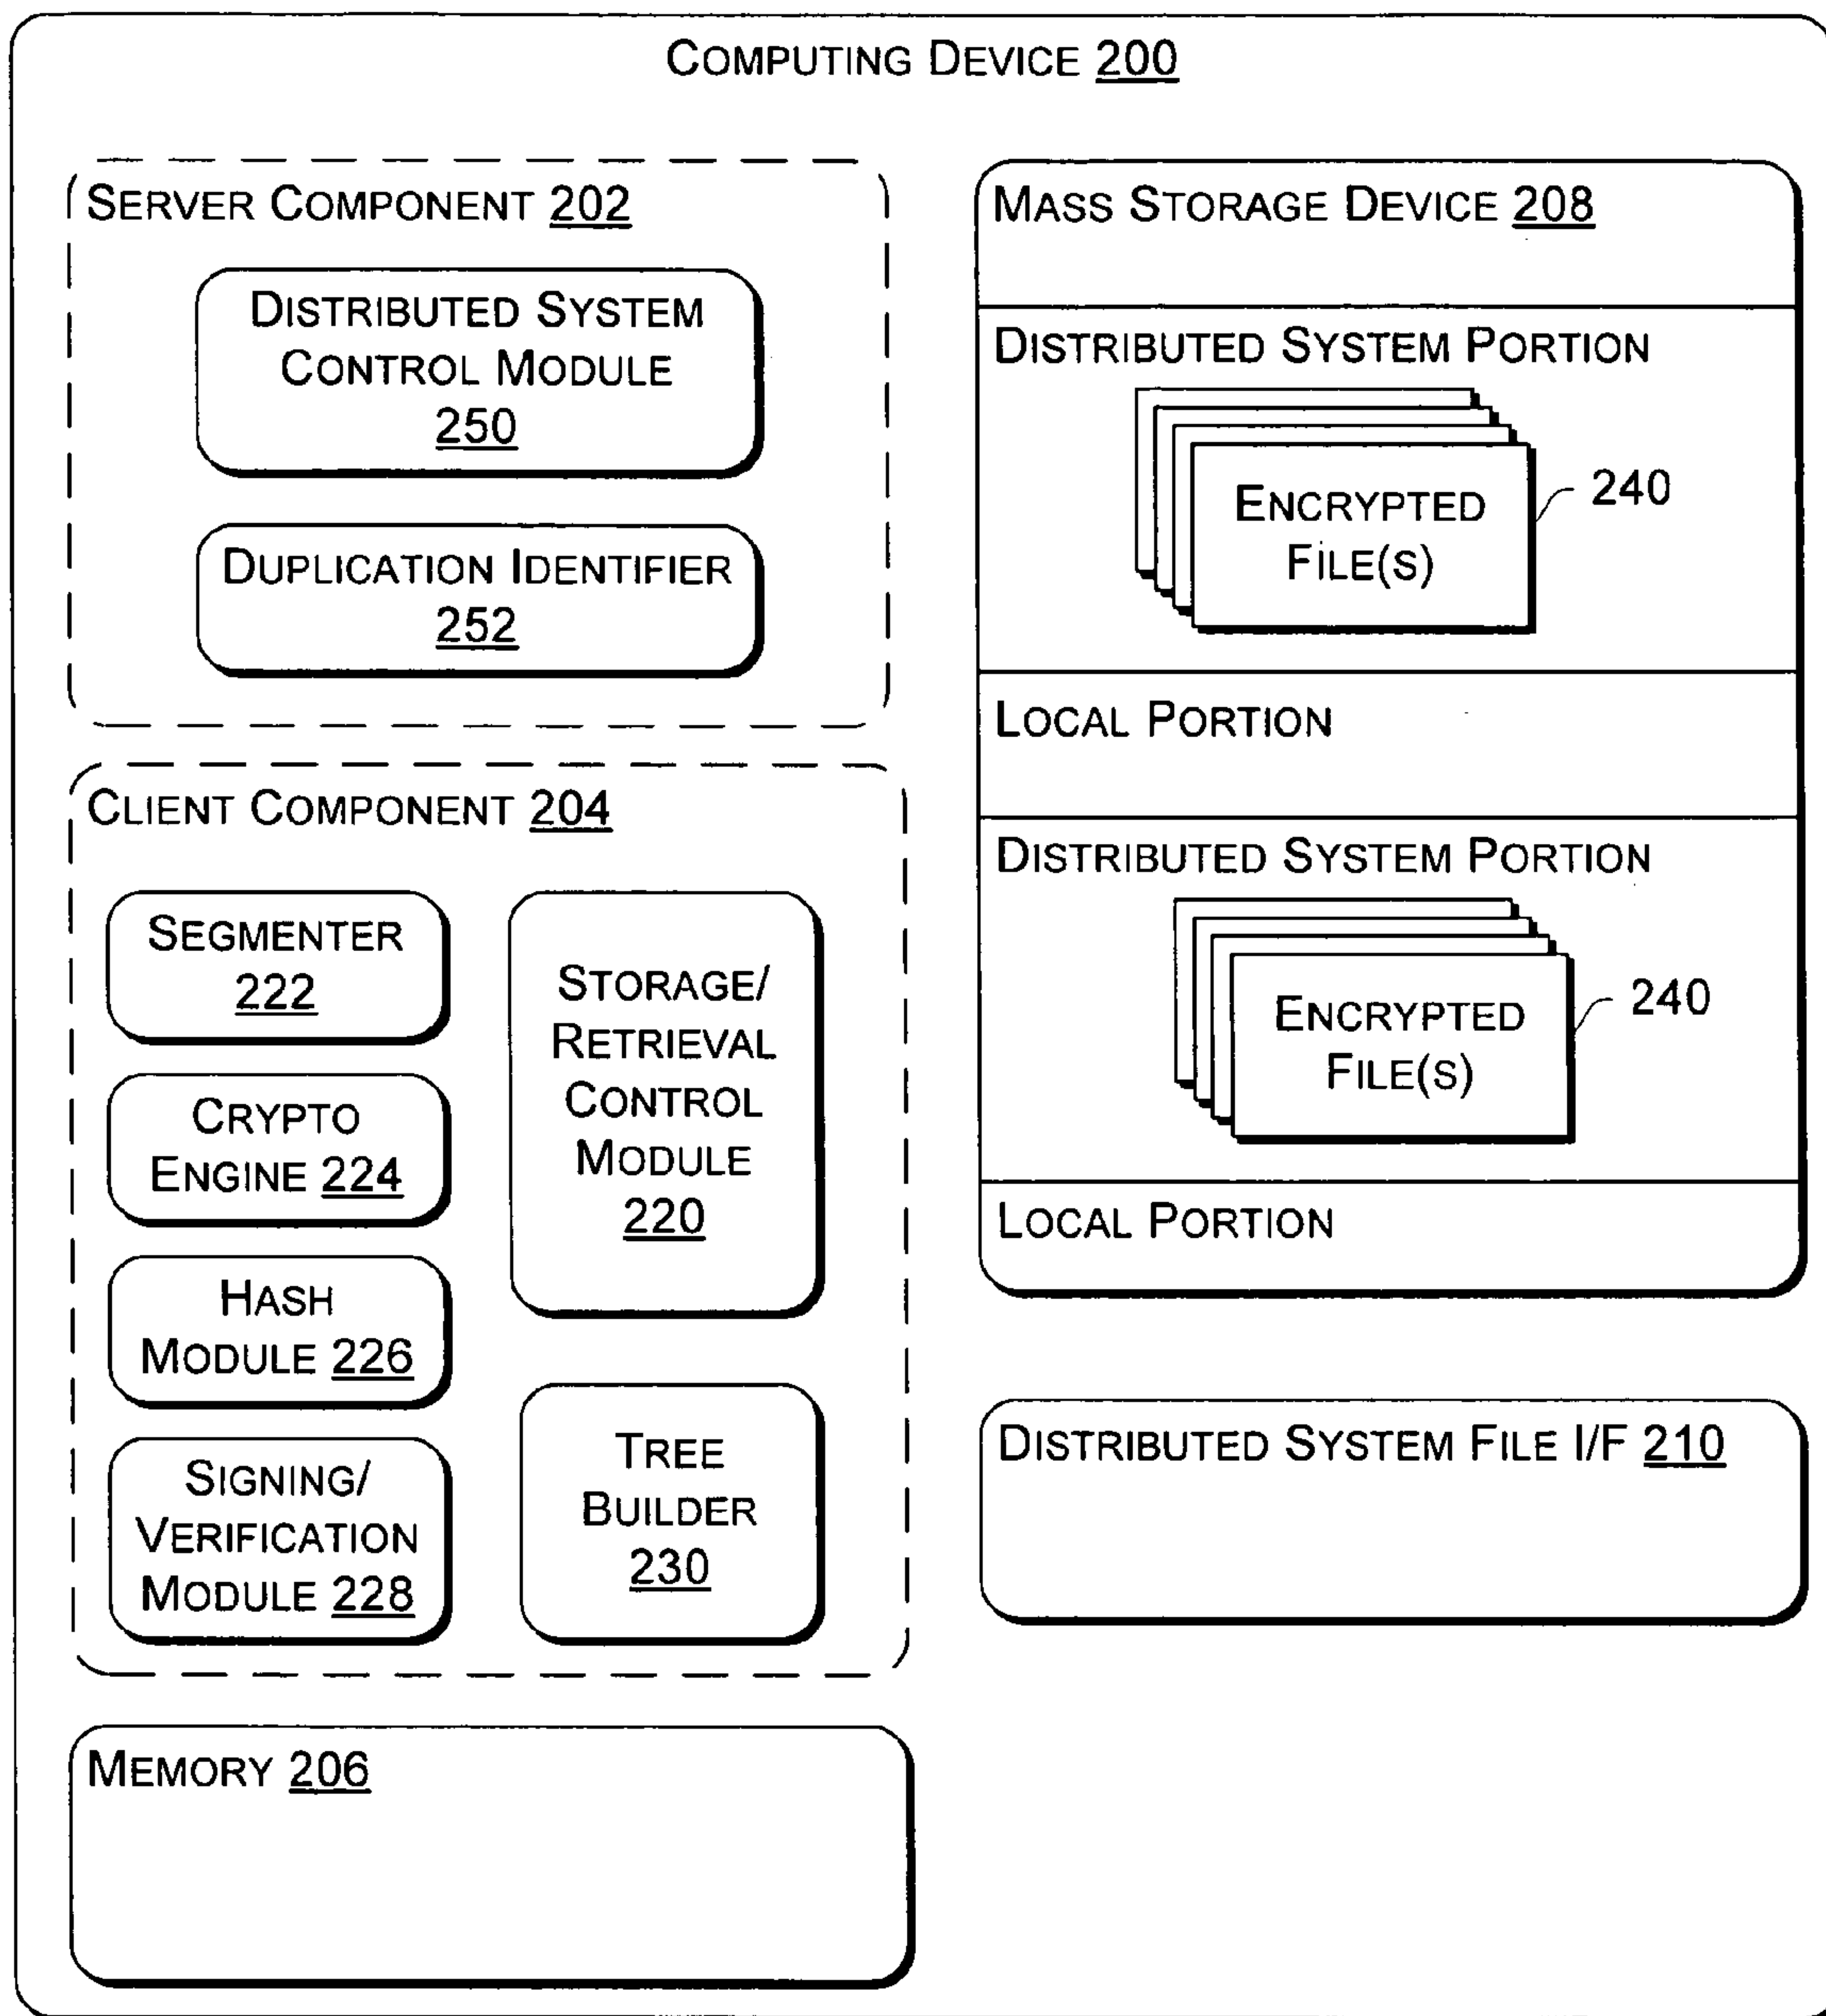 COMPUTING DEVICE 200
SERVER COMPONENT 202
DISTRIBUTED SYSTEM
CONTROL MODULE
250
DUPLICATION IDENTIFIER
252
CLIENT COMPONENT 204
SEGMENTER
222
CRYPTO
ENGINE 224
HASH
MODULE 226
SIGNING/
VERIFICATION
MODULE 228
STORAGE/
RETRIEVAL
CONTROL
MODULE
220
TREE
BUILDER
230
MEMORY 206
MASS STORAGE DEVICE 208
DISTRIBUTED SYSTEM PORTION
ENCRYPTED
FILE(S)
240
LOCAL PORTION
DISTRIBUTED SYSTEM PORTION
ENCRYPTED
FILE(S)
240
LOCAL PORTION
DISTRIBUTED SYSTEM FILE I/F 210